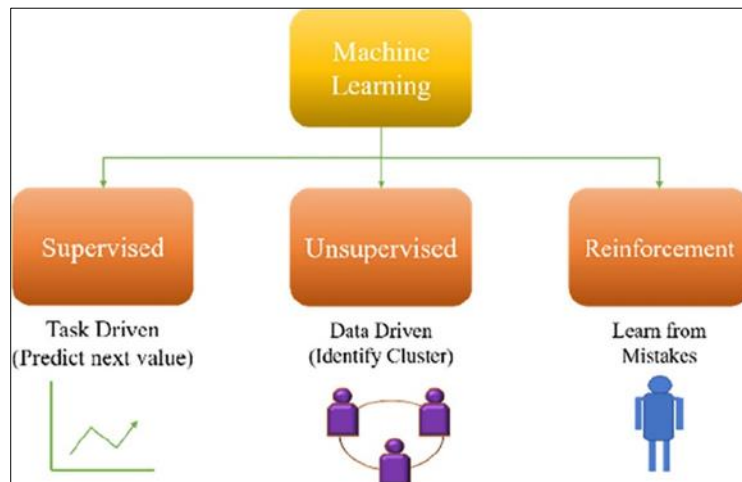 Machine
Learning
Supervised
Unsupervised
Reinforcement
Task Driven
(Predict next value)
Data Driven
(Identify Cluster)
Learn from
Mistakes